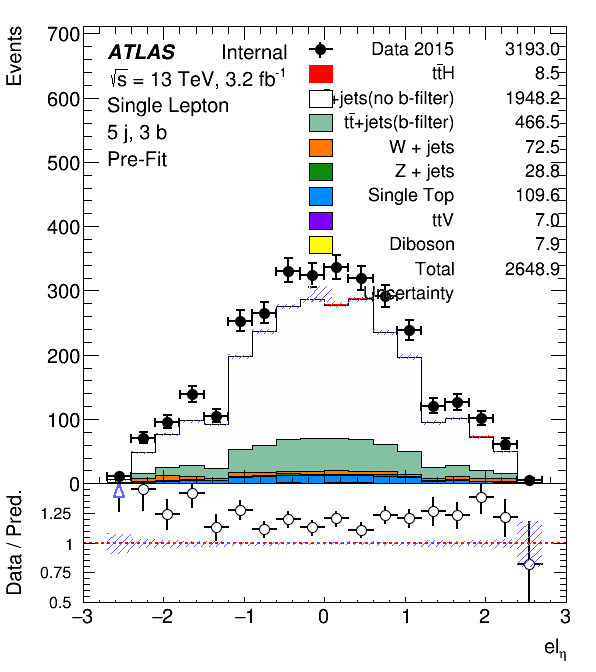 Events
700
600
500
400
300
200
100
0
ATLAS Internal
√s = 13 TeV, 3.2 fb-1
Single Lepton
5 j, 3 b
Pre-Fit
Data 2015 3193.0
tt̄H 8.5
+jets(no b-filter) 1948.2
tt̄+jets(b-filter) 466.5
W + jets 72.5
Z + jets 28.8
Single Top 109.6
ttV 7.0
Diboson 7.9
Total 2648.9
Uncertainty
Data / Pred.
1.25
1
0.75
0.5
−3 −2 −1 0 1 2 3
elη